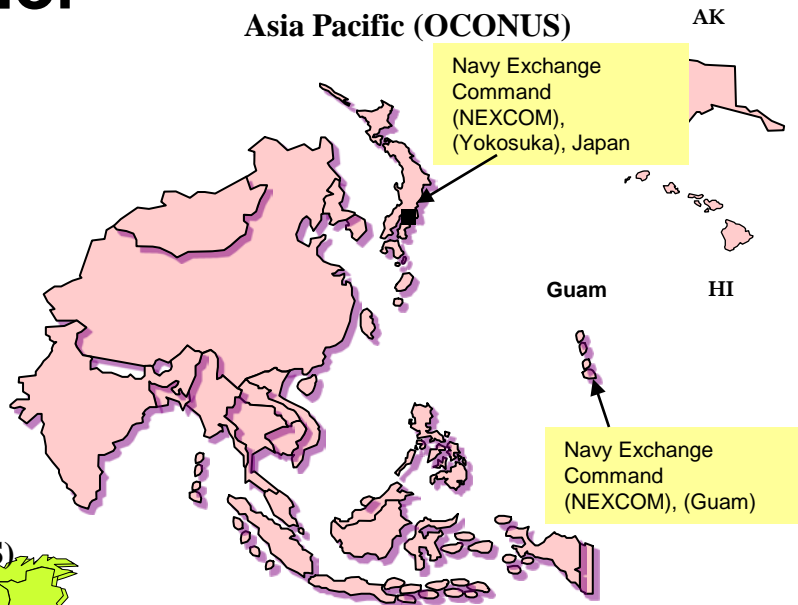 Asia Pacific (OCONUS)
AK
Navy Exchange
Command
(NEXCOM),
(Yokosuka), Japan
Guam
HI
Navy Exchange
Command
(NEXCOM), (Guam)